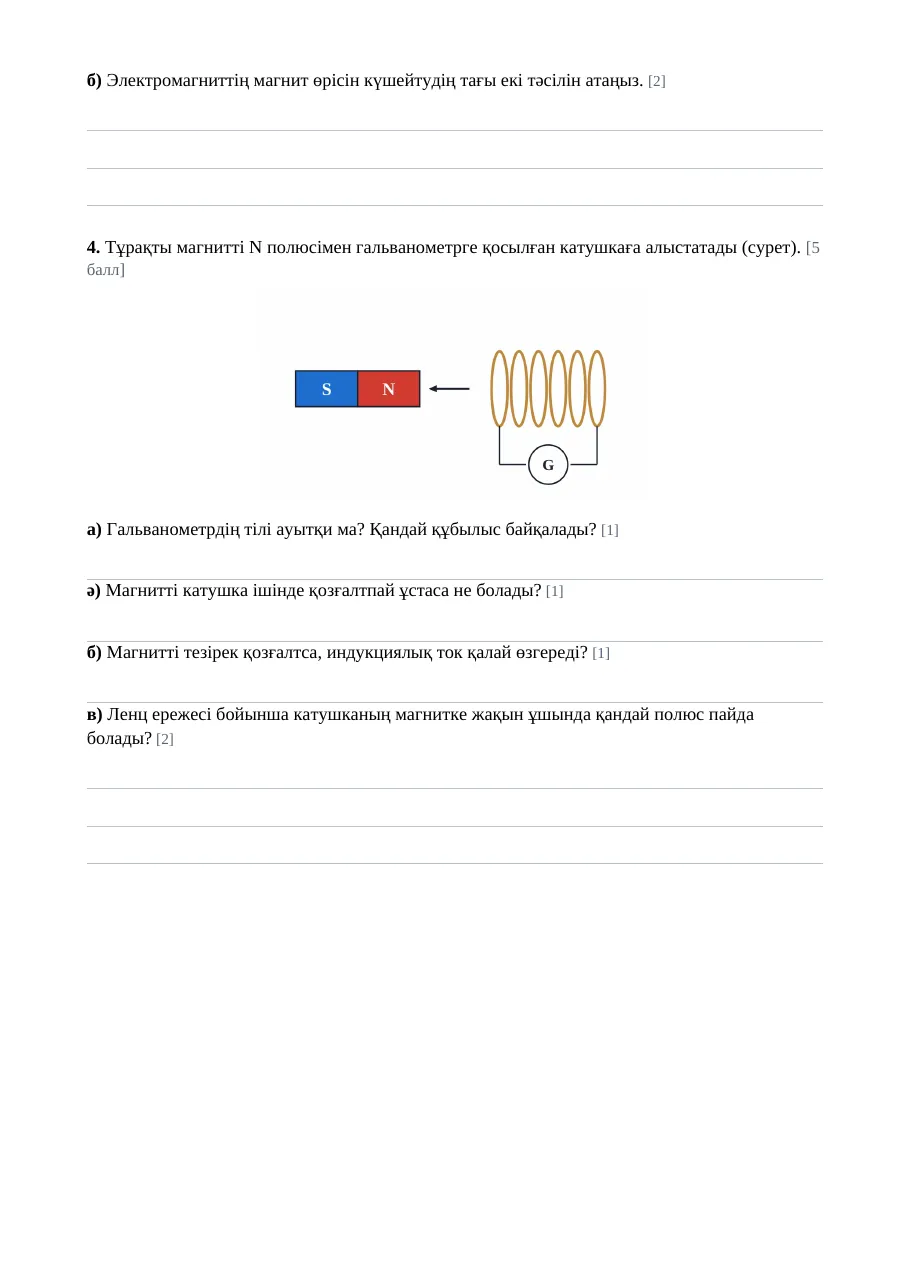 б) Электромагниттің магнит өрісін күшейтудің тағы екі тәсілін атаңыз. [2]
4. Тұрақты магнитті N полюсімен гальванометрге қосылған катушкаға алыстатады (сурет). [5
балл]
S N
G
а) Гальванометрдің тілі ауытқи ма? Қандай құбылыс байқалады? [1]
ә) Магнитті катушка ішінде қозғалтпай ұстаса не болады? [1]
б) Магнитті тезірек қозғалтса, индукциялық ток қалай өзгереді? [1]
в) Ленц ережесі бойынша катушканың магнитке жақын ұшында қандай полюс пайда
болады? [2]